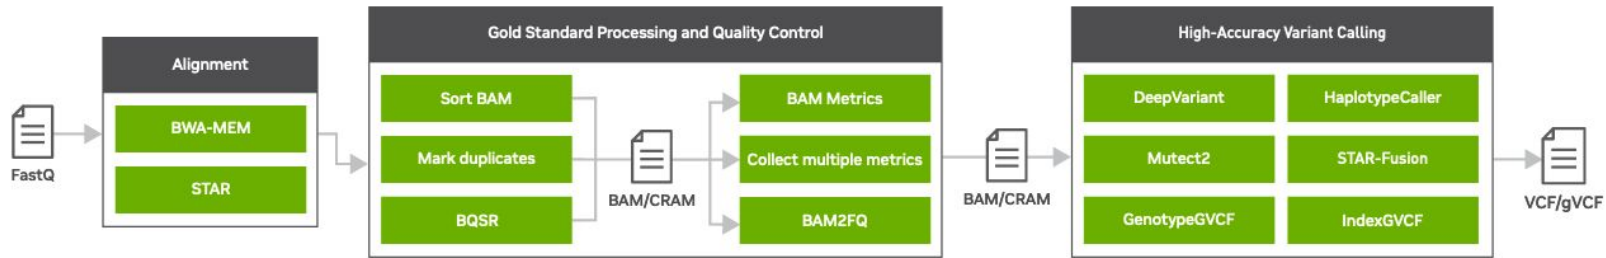 FastQ
Alignment
BWA-MEM
STAR
Gold Standard Processing and Quality Control
Sort BAM
Mark duplicates
BQSR
BAM/CRAM
BAM Metrics
Collect multiple metrics
BAM2FQ
BAM/CRAM
High-Accuracy Variant Calling
DeepVariant
HaplotypeCaller
Mutect2
STAR-Fusion
GenotypeGVCF
IndexGVCF
VCF/gVCF